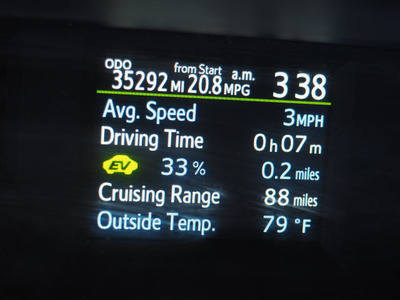 ODO from Start a.m. 3 38
35292 MI 20.8 MPG
Avg. Speed 3 MPH
Driving Time 0 h 07 m
EV 33 % 0.2 miles
Cruising Range 88 miles
Outside Temp. 79 °F